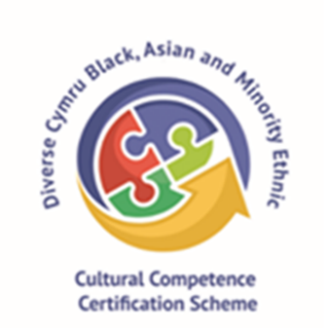 Diverse Cymru Black, Asian and Minority Ethnic
Cultural Competence
Certification Scheme